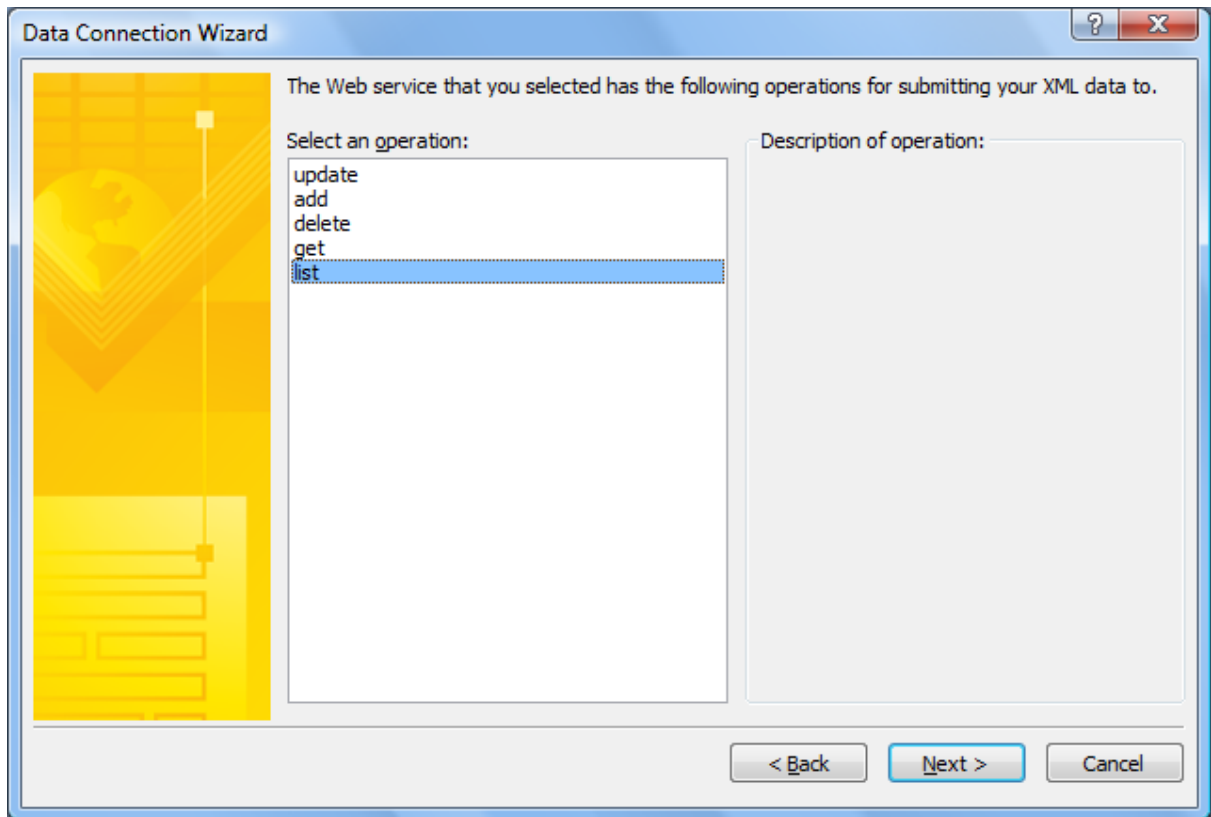 Data Connection Wizard
The Web service that you selected has the following operations for submitting your XML data to.
Select an operation:
update
add
delete
get
list
Description of operation:
< Back
Next >
Cancel